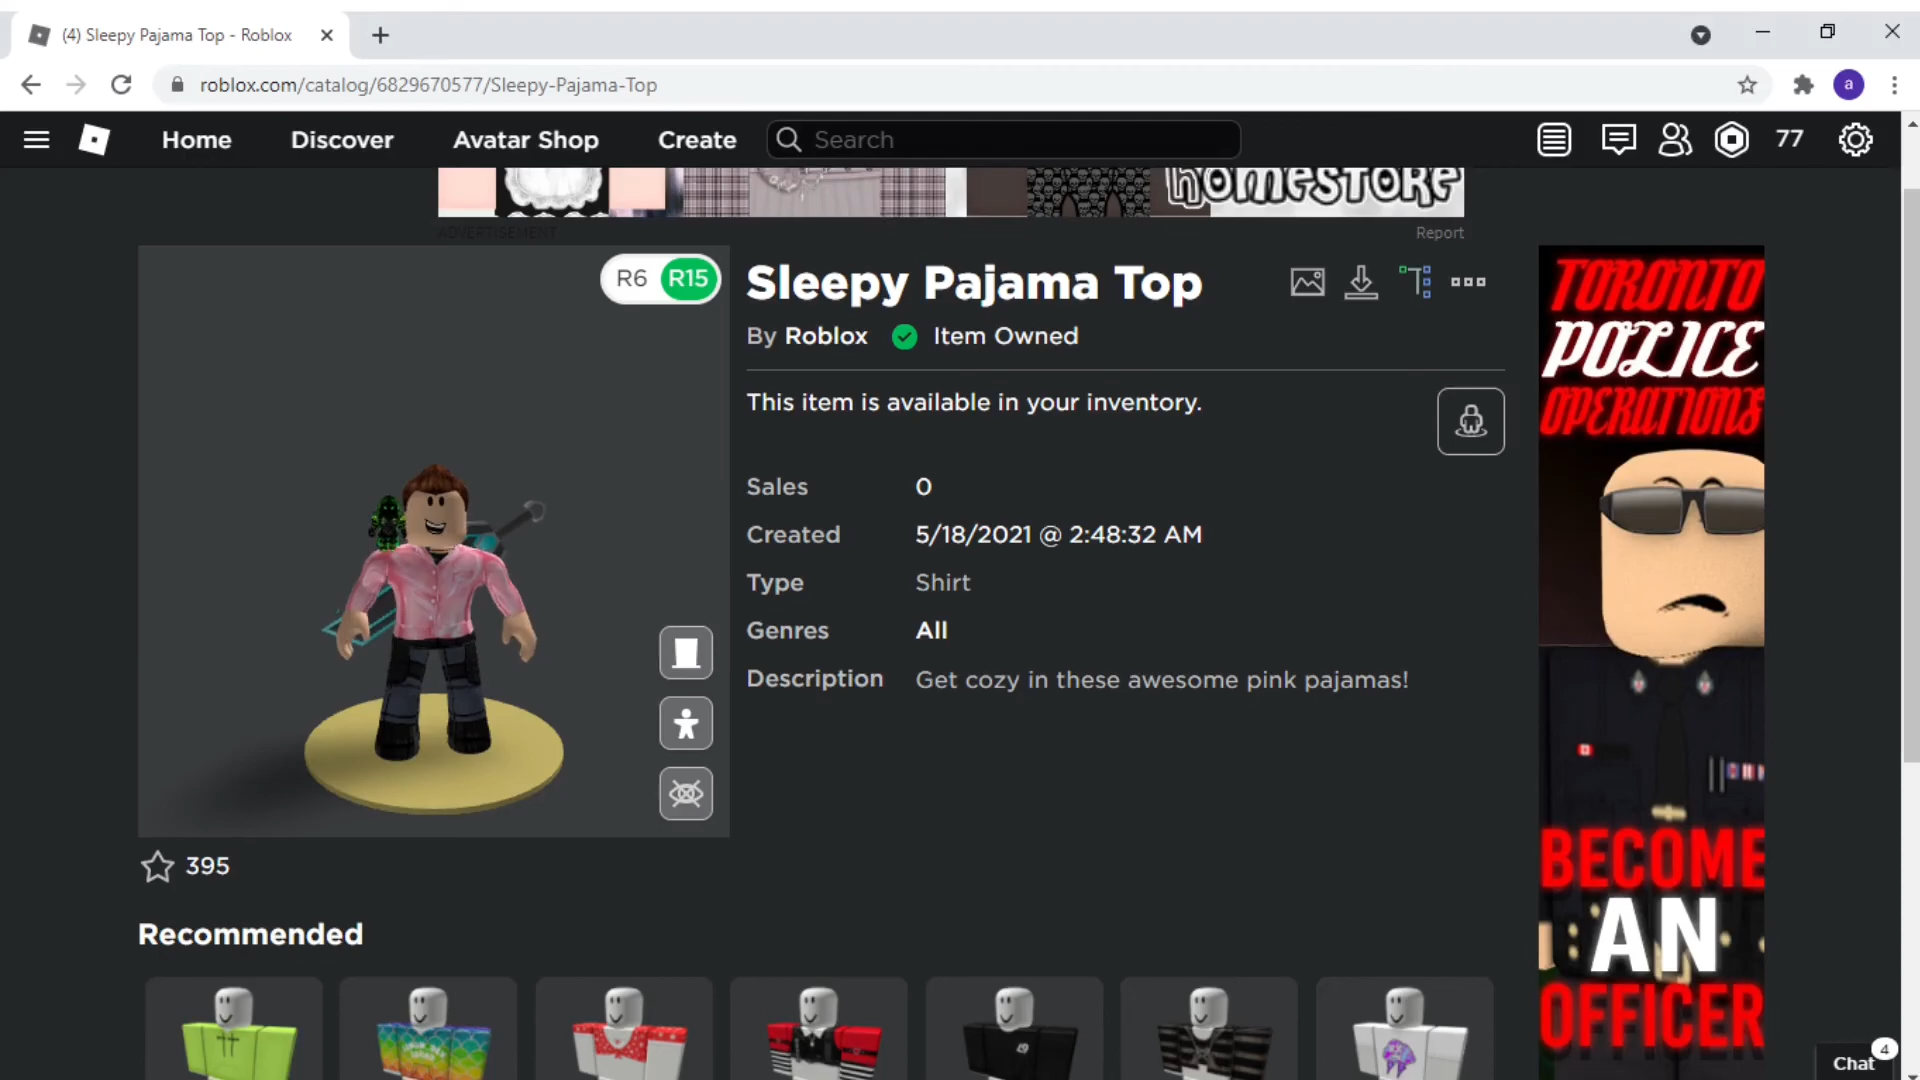 (4) Sleepy Pajama Top - Roblox
roblox.com/catalog/6829670577/Sleepy-Pajama-Top
a
Home Discover Avatar Shop Create Search 77
homestore
ADVERTISEMENT Report
R6 R15
Sleepy Pajama Top
By Roblox Item Owned
This item is available in your inventory.
Sales 0
Created 5/18/2021 @ 2:48:32 AM
Type Shirt
Genres All
Description Get cozy in these awesome pink pajamas!
395
Recommended
TORONTO
POLICE
OPERATIONS
BECOME
AN
OFFICER
Chat 4